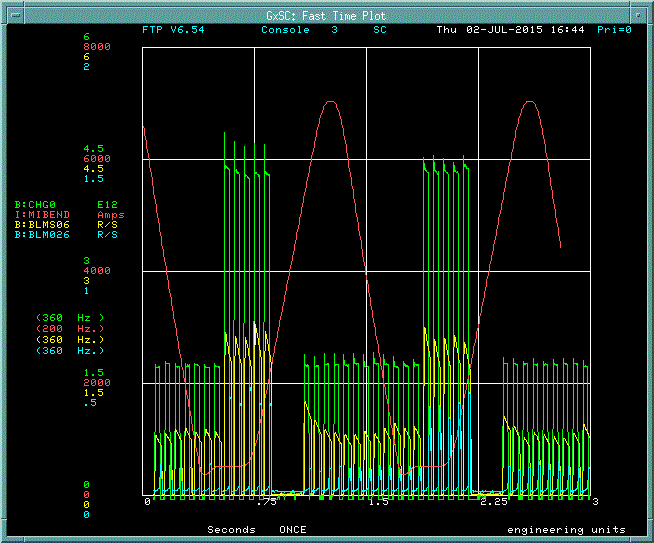 GxSC: Fast Time Plot
FTP V6.54 Console 3 SC Thu 02-JUL-2015 16:44 Pri=0
6
8000
6
2
4.5
6000
4.5
1.5
B:CHG0 E12
I:MIBEND Amps
B:BLMS06 R/S
B:BLM026 R/S
3
4000
3
1
(360 Hz )
(200 Hz.)
(360 Hz.)
(360 Hz.)
1.5
2000
1.5
.5
0
0
0
0
0 .75 1.5 2.25 3
Seconds ONCE engineering units